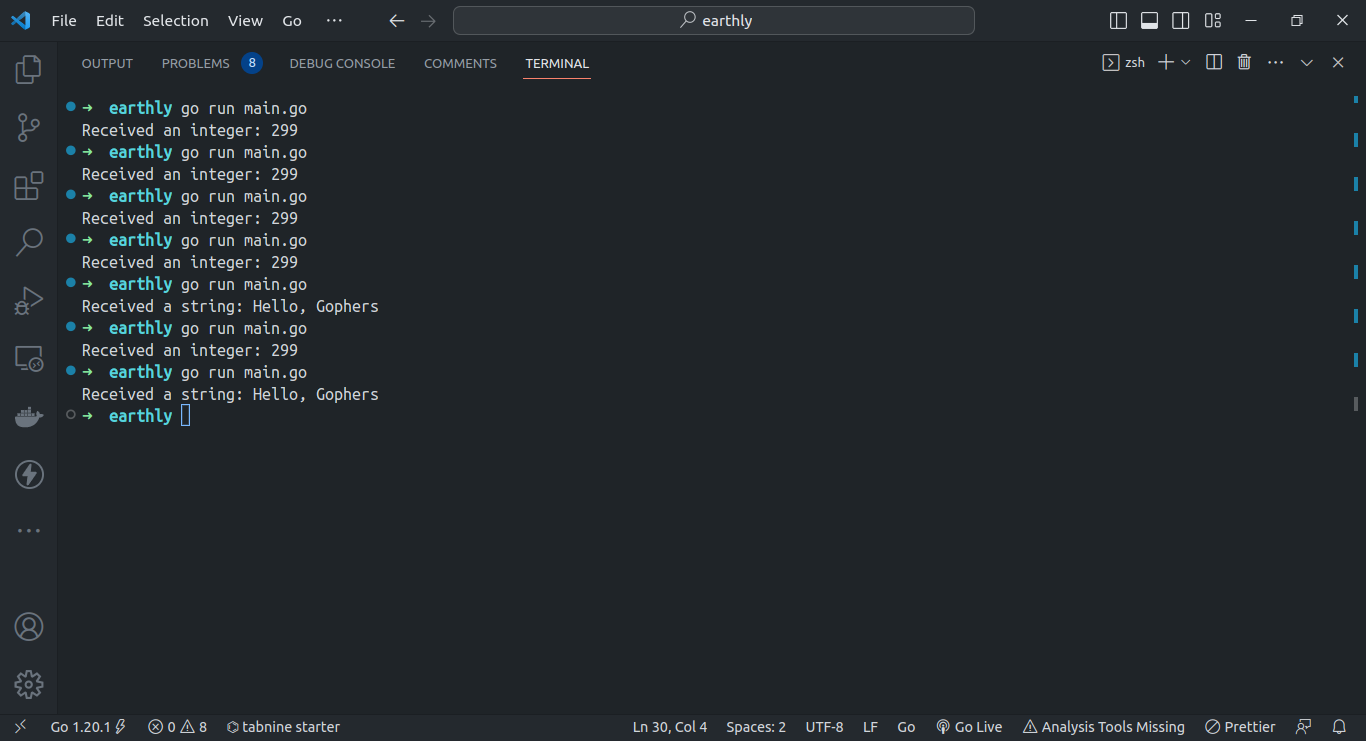 File Edit Selection View Go ··· earthly
OUTPUT PROBLEMS 8 DEBUG CONSOLE COMMENTS TERMINAL zsh
→ earthly go run main.go
Received an integer: 299
→ earthly go run main.go
Received an integer: 299
→ earthly go run main.go
Received an integer: 299
→ earthly go run main.go
Received an integer: 299
→ earthly go run main.go
Received a string: Hello, Gophers
→ earthly go run main.go
Received an integer: 299
→ earthly go run main.go
Received a string: Hello, Gophers
→ earthly
Go 1.20.1 0 8 tabnine starter Ln 30, Col 4 Spaces: 2 UTF-8 LF Go Go Live Analysis Tools Missing Prettier